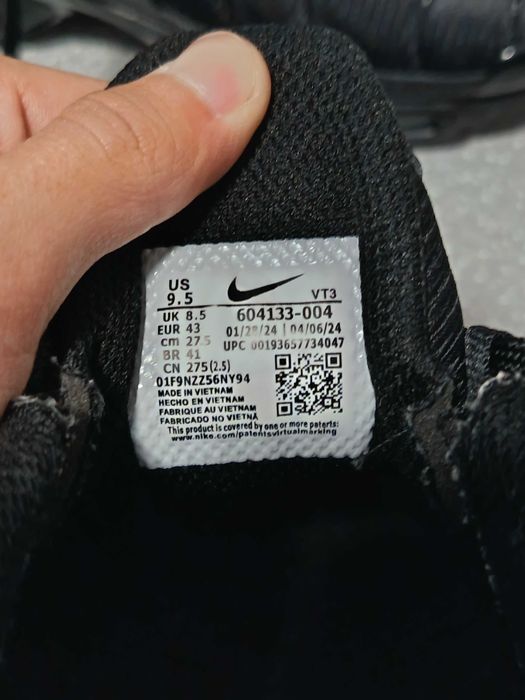 US
9.5
VT3
UK 8.5
604133-004
EUR 43
01/28/24 | 04/06/24
cm 27.5
UPC 00193657734047
BR 41
CN 275(2.5)
01F9NZZ56NY94
MADE IN VIETNAM
HECHO EN VIETNAM
FABRIQUE AU VIETNAM
FABRICADO NO VIETNÃ
This product is covered by one or more patents:
www.nike.com/patentsvirtualmarking